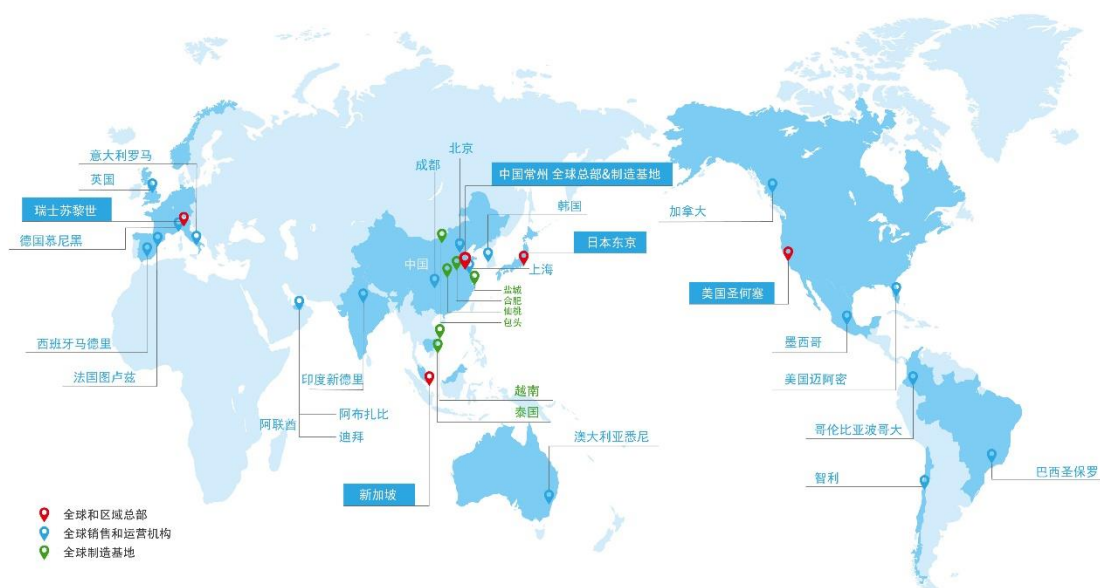 意大利罗马
英国
瑞士苏黎世
德国慕尼黑
西班牙马德里
法国图卢兹
成都
北京
中国常州 全球总部&制造基地
韩国
日本东京
中国
上海
盐城
合肥
仙桃
包头
印度新德里
阿联酋
阿布扎比
迪拜
越南
泰国
新加坡
澳大利亚悉尼
加拿大
美国圣何塞
墨西哥
美国迈阿密
哥伦比亚波哥大
智利
巴西圣保罗
全球和区域总部
全球销售和运营机构
全球制造基地